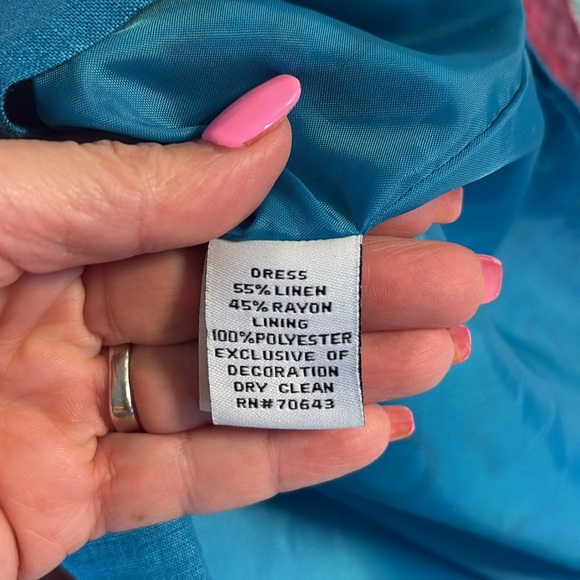 DRESS
55% LINEN
45% RAYON
LINING
100%POLYESTER
EXCLUSIVE OF
DECORATION
DRY CLEAN
RN#70643